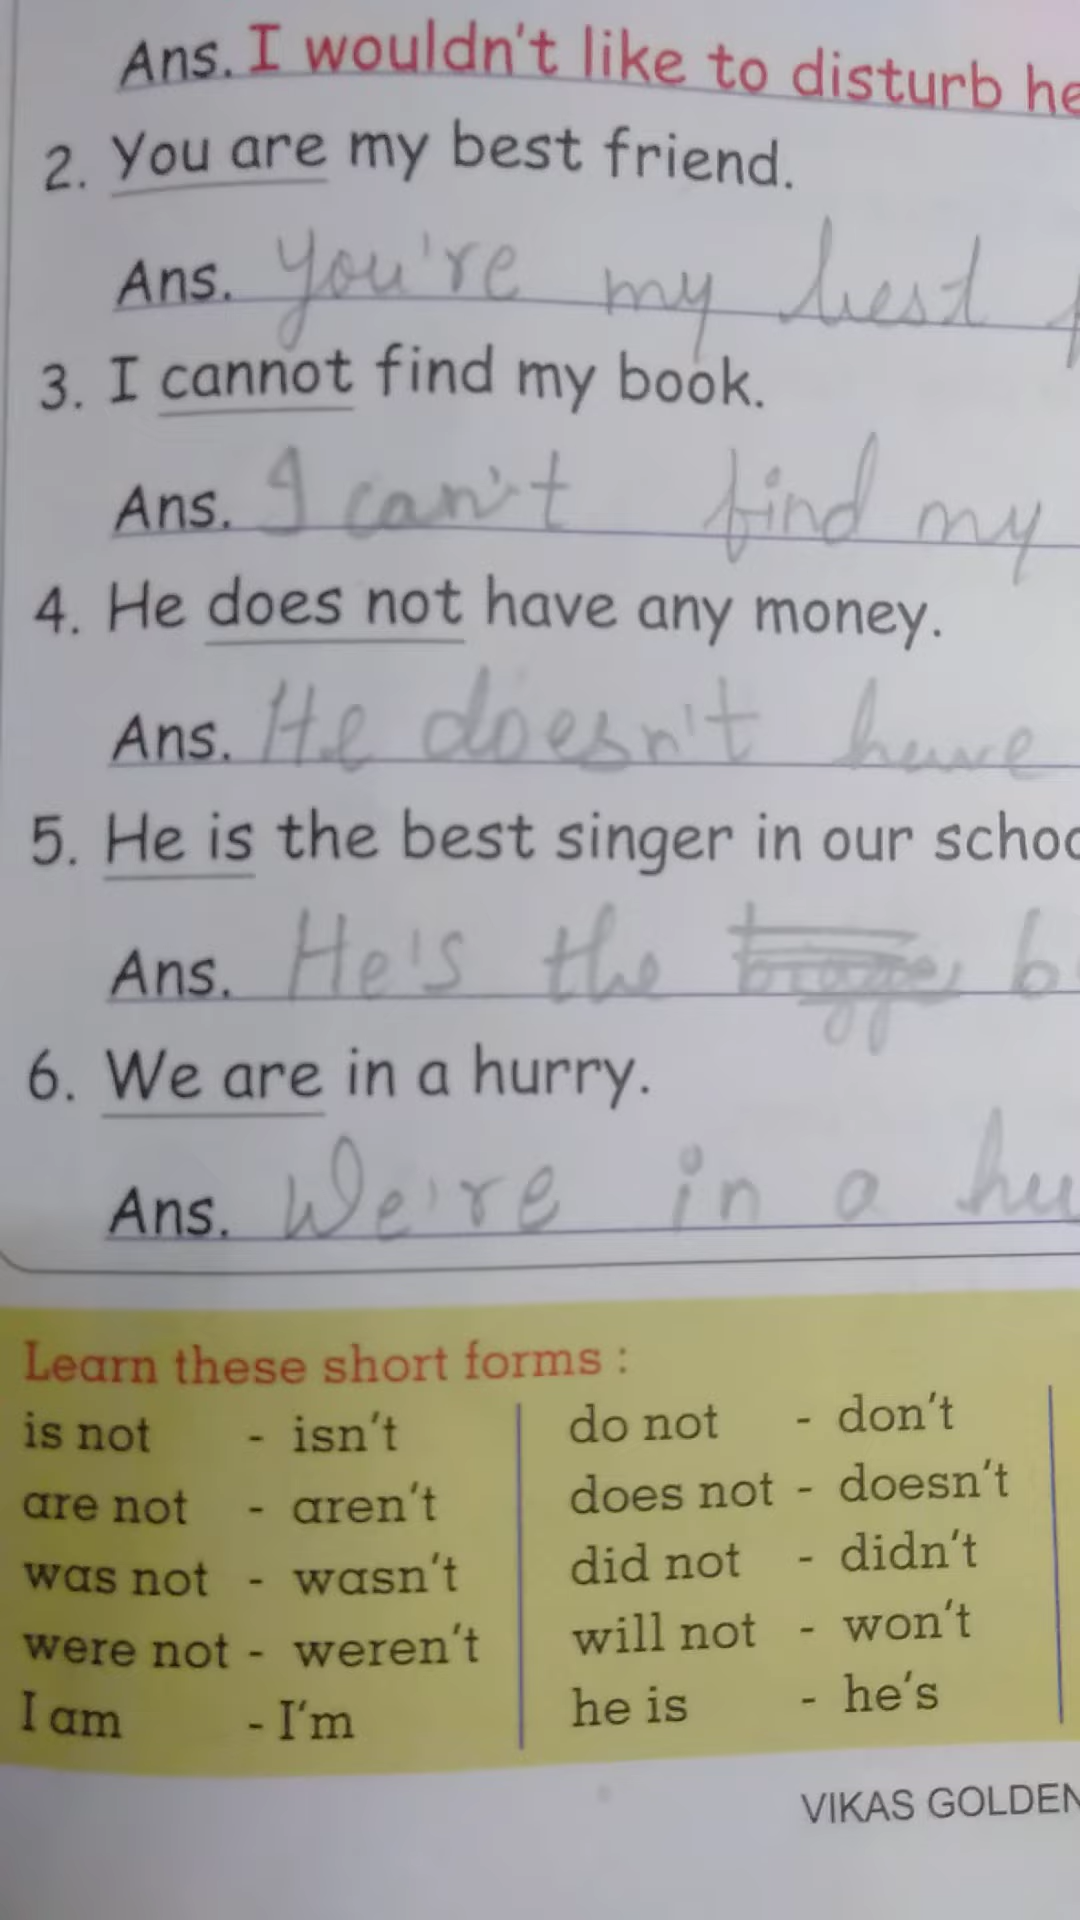 Ans. I wouldn't like to disturb he
2. You are my best friend.
Ans. You're my best f
3. I cannot find my book.
Ans. I can't find my
4. He does not have any money.
Ans. He doesn't have
5. He is the best singer in our schoo
Ans. He's the b
6. We are in a hurry.
Ans. We're in a hu
Learn these short forms :
is not - isn't do not - don't
are not - aren't does not - doesn't
was not - wasn't did not - didn't
were not - weren't will not - won't
I am - I'm he is - he's
VIKAS GOLDEN